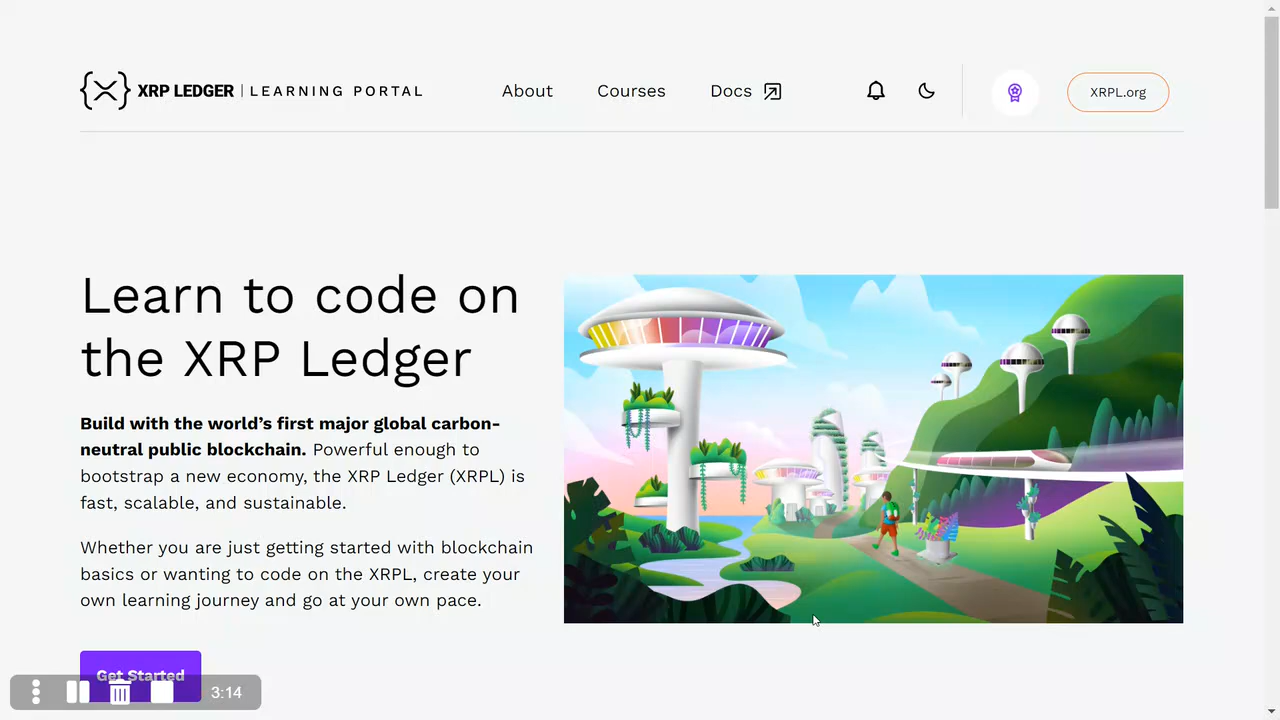 XRP LEDGER | LEARNING PORTAL
About
Courses
Docs
XRPL.org
Learn to code on
the XRP Ledger
Build with the world’s first major global carbon-
neutral public blockchain. Powerful enough to
bootstrap a new economy, the XRP Ledger (XRPL) is
fast, scalable, and sustainable.
Whether you are just getting started with blockchain
basics or wanting to code on the XRPL, create your
own learning journey and go at your own pace.
Get Started
3:14